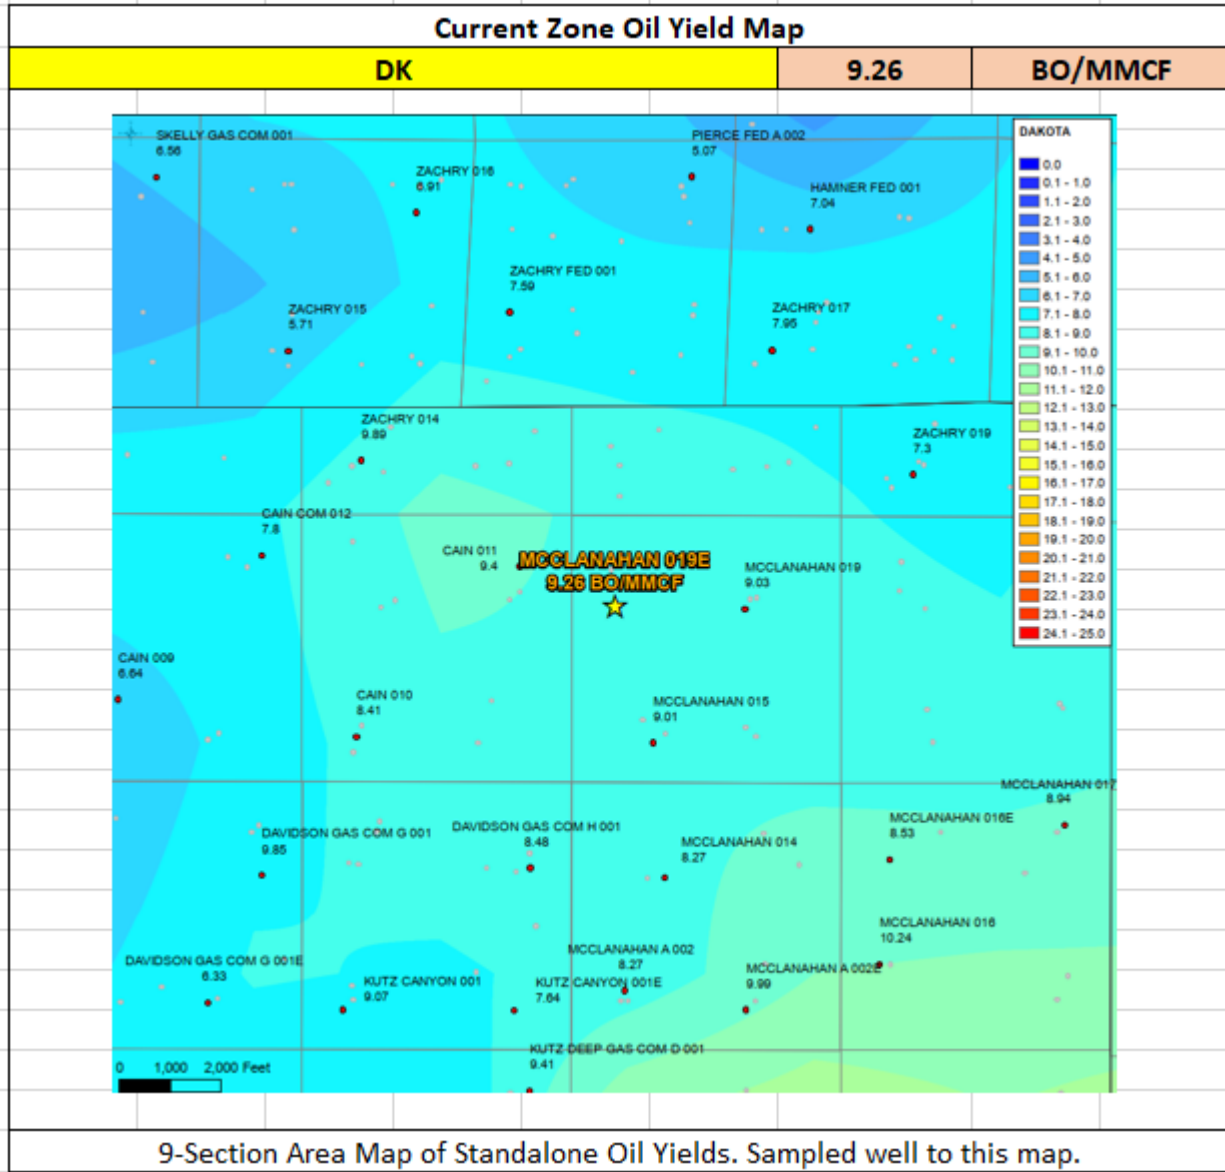 Current Zone Oil Yield Map
DK 9.26 BO/MMCF
SKELLY GAS COM 001
6.56
ZACHRY 016
6.91
PIERCE FED A 002
5.07
HAMNER FED 001
7.04
ZACHRY FED 001
7.59
ZACHRY 015
5.71
ZACHRY 017
7.95
ZACHRY 014
9.89
ZACHRY 019
7.3
CAIN COM 012
7.8
CAIN 011
9.4
MCCLANAHAN 019E
9.26 BO/MMCF
MCCLANAHAN 019
9.03
CAIN 009
6.64
CAIN 010
8.41
MCCLANAHAN 015
9.01
MCCLANAHAN 017
8.94
DAVIDSON GAS COM G 001
9.85
DAVIDSON GAS COM H 001
8.48
MCCLANAHAN 014
8.27
MCCLANAHAN 016E
8.53
MCCLANAHAN 016
10.24
DAVIDSON GAS COM G 001E
6.33
KUTZ CANYON 001
9.07
MCCLANAHAN A 002
8.27
KUTZ CANYON 001E
7.64
MCCLANAHAN A 002E
9.99
KUTZ DEEP GAS COM D 001
9.41
0 1,000 2,000 Feet
DAKOTA
0.0
0.1 - 1.0
1.1 - 2.0
2.1 - 3.0
3.1 - 4.0
4.1 - 5.0
5.1 - 6.0
6.1 - 7.0
7.1 - 8.0
8.1 - 9.0
9.1 - 10.0
10.1 - 11.0
11.1 - 12.0
12.1 - 13.0
13.1 - 14.0
14.1 - 15.0
15.1 - 16.0
16.1 - 17.0
17.1 - 18.0
18.1 - 19.0
19.1 - 20.0
20.1 - 21.0
21.1 - 22.0
22.1 - 23.0
23.1 - 24.0
24.1 - 25.0
9-Section Area Map of Standalone Oil Yields. Sampled well to this map.